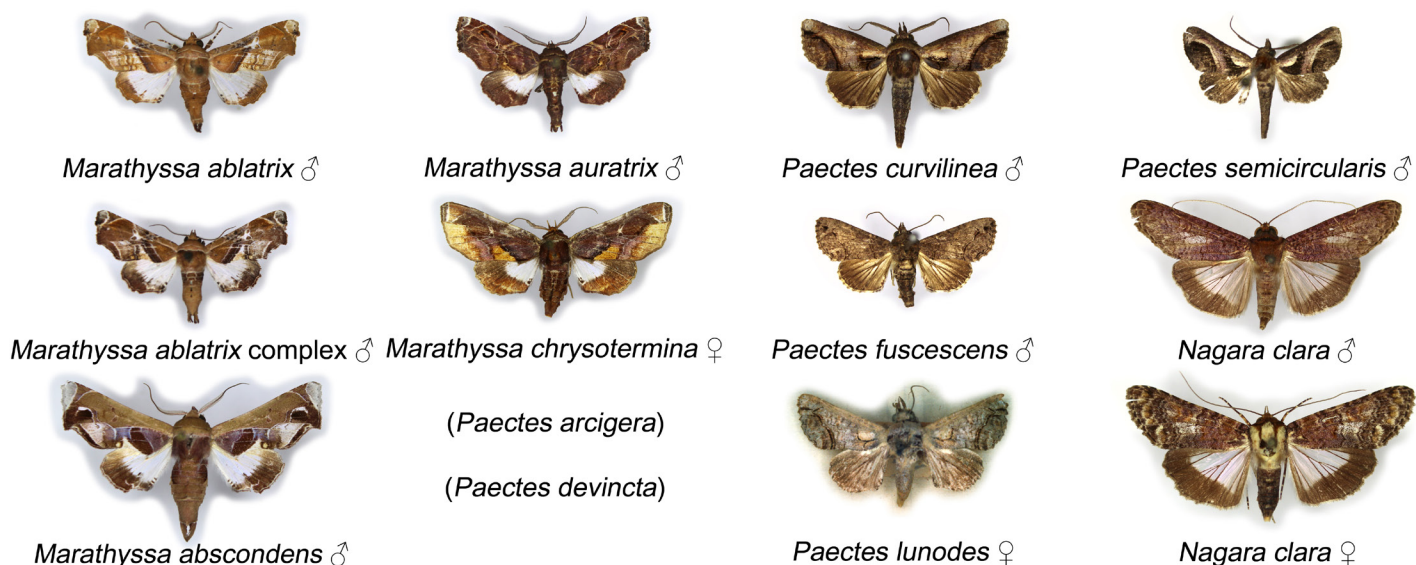 Marathyssa ablatrix ♂
Marathyssa auratrix ♂
Paectes curvilinea ♂
Paectes semicircularis ♂
Marathyssa ablatrix complex ♂
Marathyssa chrysotermina ♀
Paectes fuscescens ♂
Nagara clara ♂
(Paectes arcigera)
(Paectes devincta)
Marathyssa abscondens ♂
Paectes lunodes ♀
Nagara clara ♀